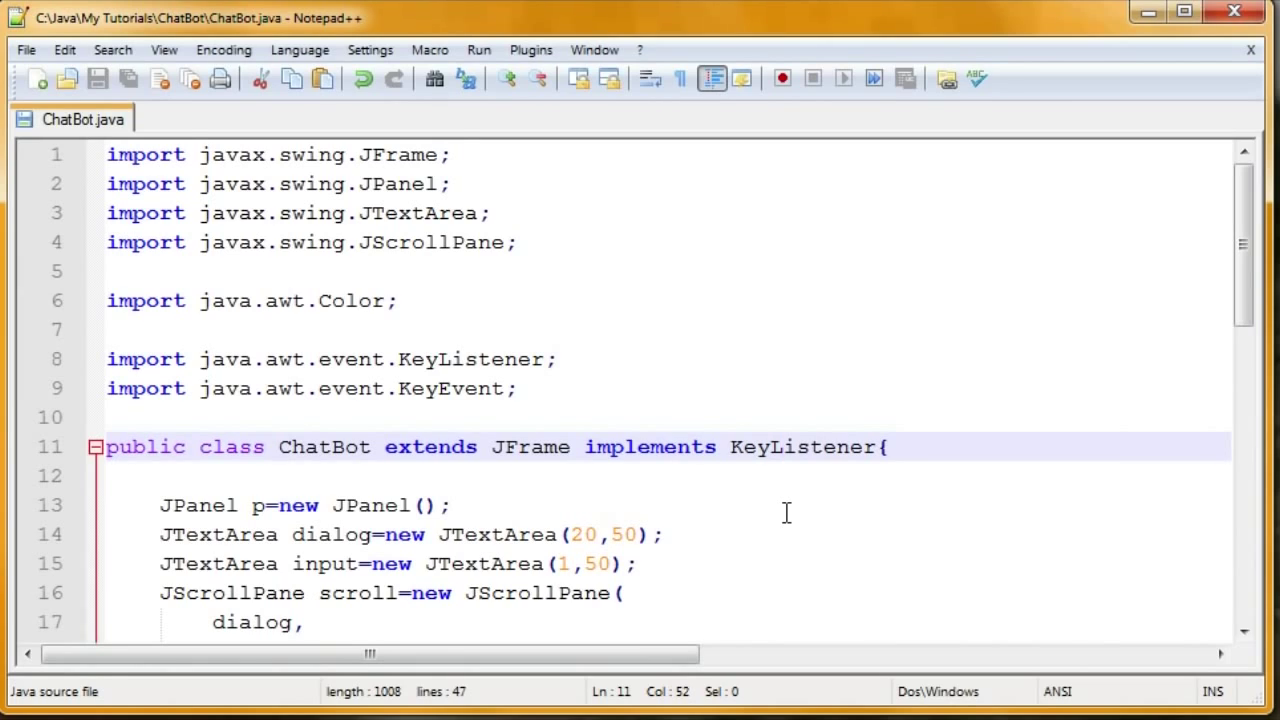 C:\Java\My Tutorials\ChatBot\ChatBot.java - Notepad++
File Edit Search View Encoding Language Settings Macro Run Plugins Window ? X
ABC
ChatBot.java
1 import javax.swing.JFrame;
2 import javax.swing.JPanel;
3 import javax.swing.JTextArea;
4 import javax.swing.JScrollPane;
5
6 import java.awt.Color;
7
8 import java.awt.event.KeyListener;
9 import java.awt.event.KeyEvent;
10
11 public class ChatBot extends JFrame implements KeyListener{
12
13 JPanel p=new JPanel();
14 JTextArea dialog=new JTextArea(20,50);
15 JTextArea input=new JTextArea(1,50);
16 JScrollPane scroll=new JScrollPane(
17 dialog,
Java source file length : 1008 lines : 47 Ln : 11 Col : 52 Sel : 0 Dos\Windows ANSI INS